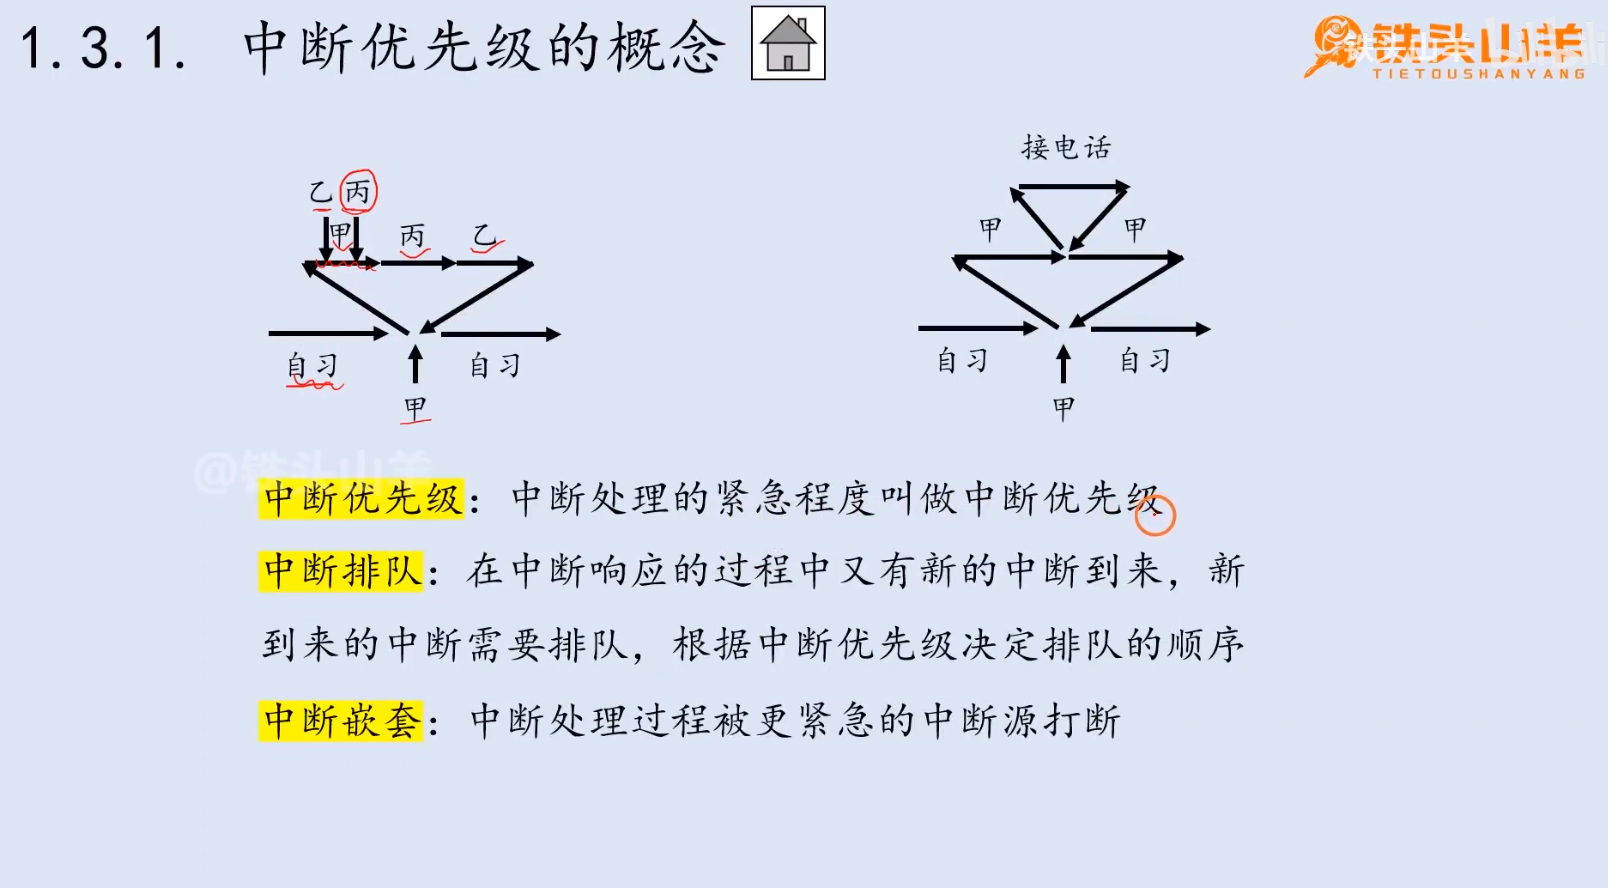 1.3.1. 中断优先级的概念
铁头山羊
TIETOUSHANYANG
铁头山羊
乙 丙
甲 丙 乙
自习 自习
甲
接电话
甲 甲
自习 自习
甲
@铁头山羊
中断优先级：中断处理的紧急程度叫做中断优先级
中断排队：在中断响应的过程中又有新的中断到来，新
到来的中断需要排队，根据中断优先级决定排队的顺序
中断嵌套：中断处理过程被更紧急的中断源打断